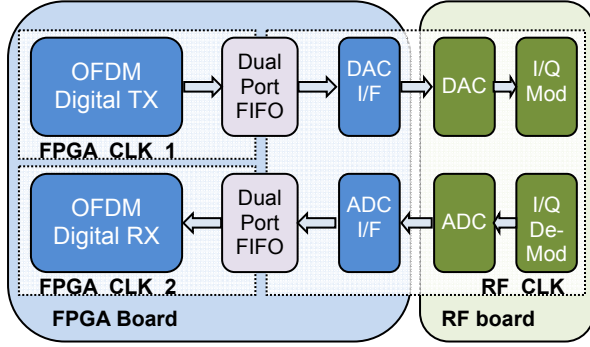 OFDM
Digital TX
Dual
Port
FIFO
DAC
I/F
DAC
I/Q
Mod
FPGA_CLK_1
OFDM
Digital RX
Dual
Port
FIFO
ADC
I/F
ADC
I/Q
De-
Mod
FPGA_CLK_2
RF_CLK
FPGA Board
RF board